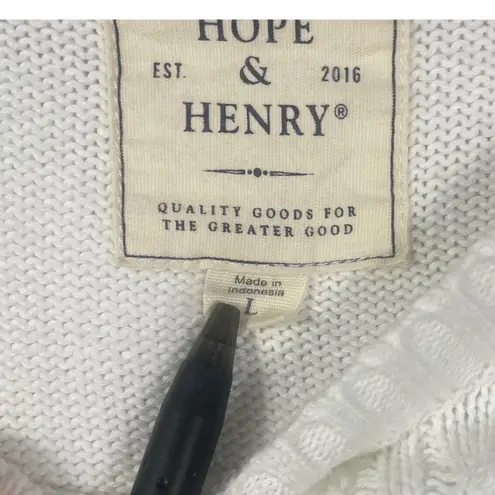 HOPE
EST. & 2016
HENRY®
QUALITY GOODS FOR
THE GREATER GOOD
Made in
Indonesia
L